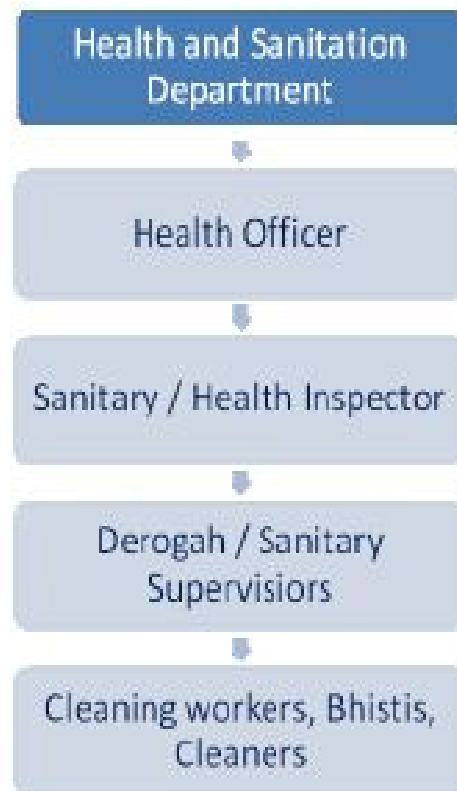 Health and Sanitation
Department
Health Officer
Sanitary / Health Inspector
Derogah / Sanitary
Supervisiors
Cleaning workers, Bhistis,
Cleaners